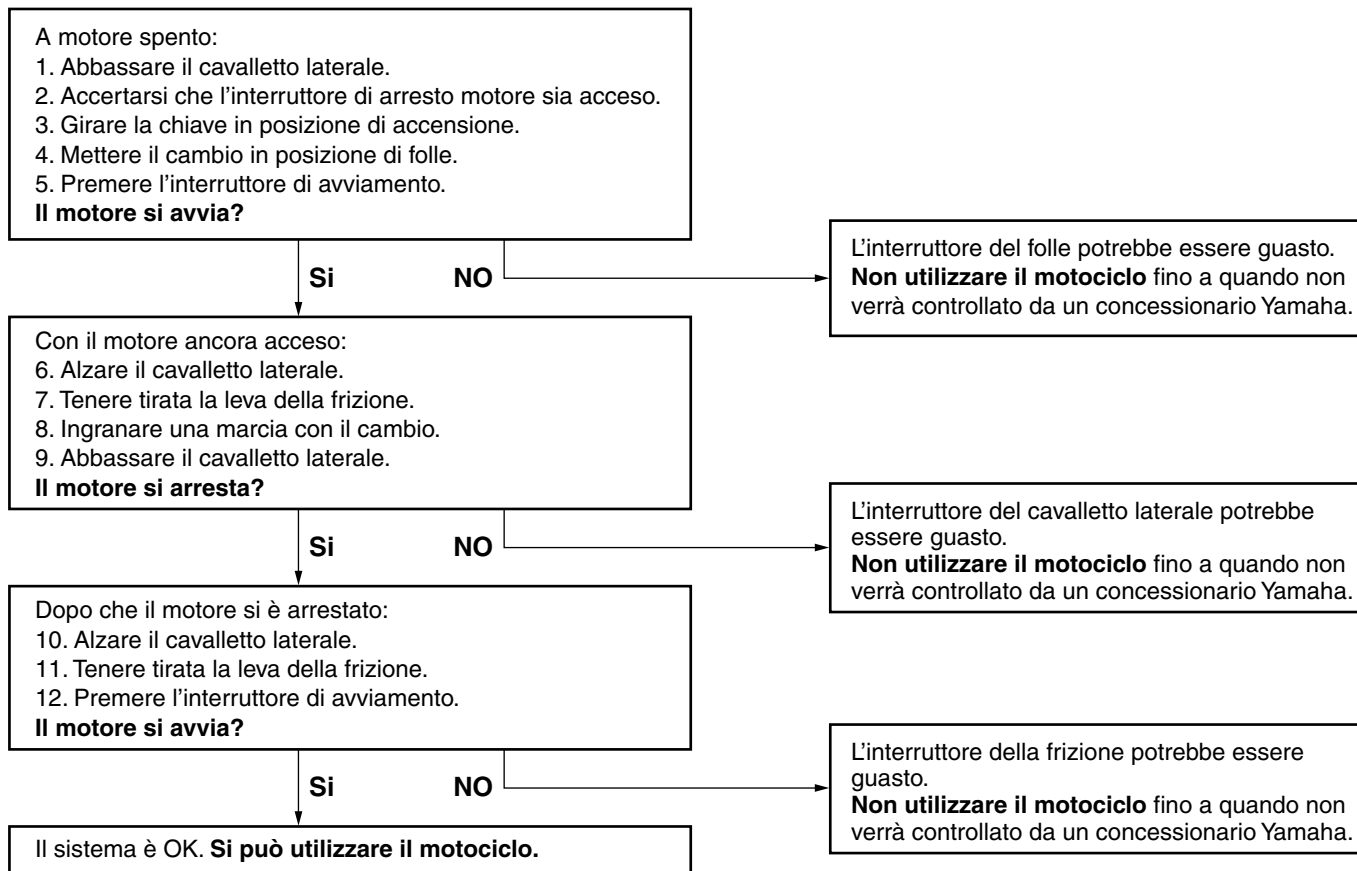 A motore spento:
1. Abbassare il cavalletto laterale.
2. Accertarsi che l'interruttore di arresto motore sia acceso.
3. Girare la chiave in posizione di accensione.
4. Mettere il cambio in posizione di folle.
5. Premere l'interruttore di avviamento.
Il motore si avvia?
Si NO
L'interruttore del folle potrebbe essere guasto.
Non utilizzare il motociclo fino a quando non
verrà controllato da un concessionario Yamaha.
Con il motore ancora acceso:
6. Alzare il cavalletto laterale.
7. Tenere tirata la leva della frizione.
8. Ingranare una marcia con il cambio.
9. Abbassare il cavalletto laterale.
Il motore si arresta?
Si NO
L'interruttore del cavalletto laterale potrebbe
essere guasto.
Non utilizzare il motociclo fino a quando non
verrà controllato da un concessionario Yamaha.
Dopo che il motore si è arrestato:
10. Alzare il cavalletto laterale.
11. Tenere tirata la leva della frizione.
12. Premere l'interruttore di avviamento.
Il motore si avvia?
Si NO
L'interruttore della frizione potrebbe essere
guasto.
Non utilizzare il motociclo fino a quando non
verrà controllato da un concessionario Yamaha.
Il sistema è OK. Si può utilizzare il motociclo.